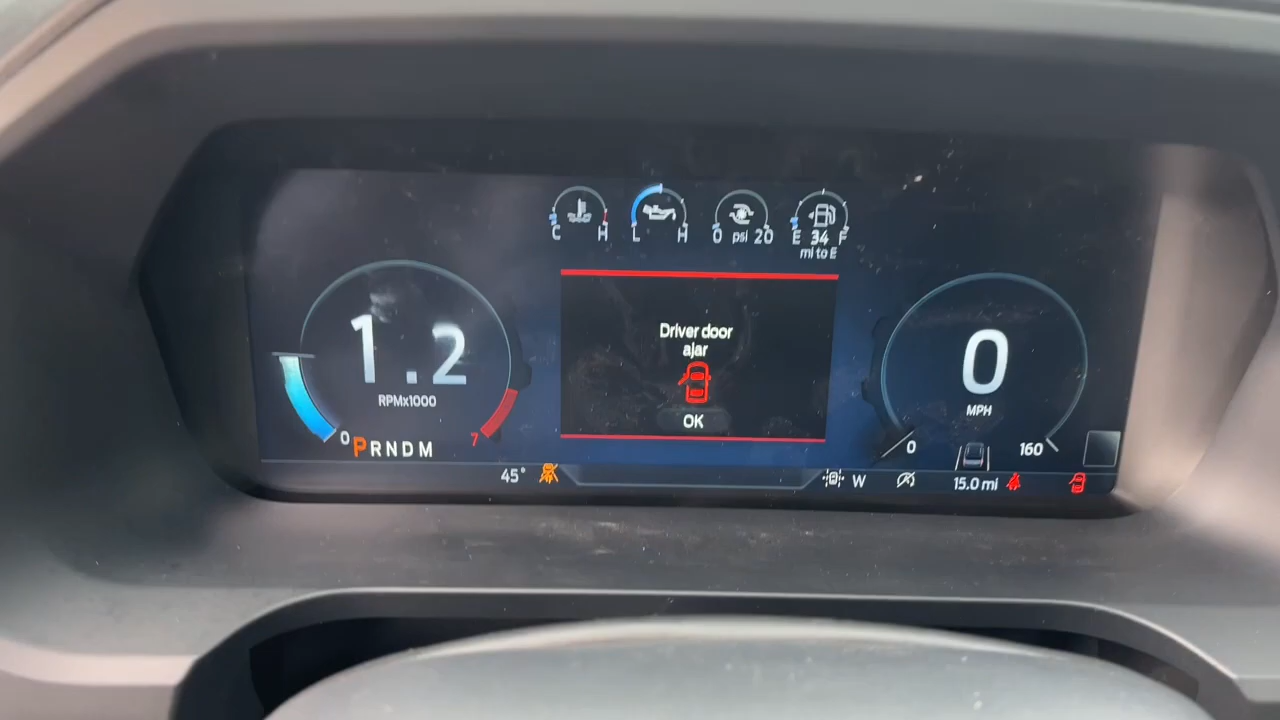 C H
L H
0 psi 20
E 34 F
mi to E
Driver door
ajar
OK
1.2
RPMx1000
0
7
PRNDM
0
MPH
0
160
45°
W
15.0 mi